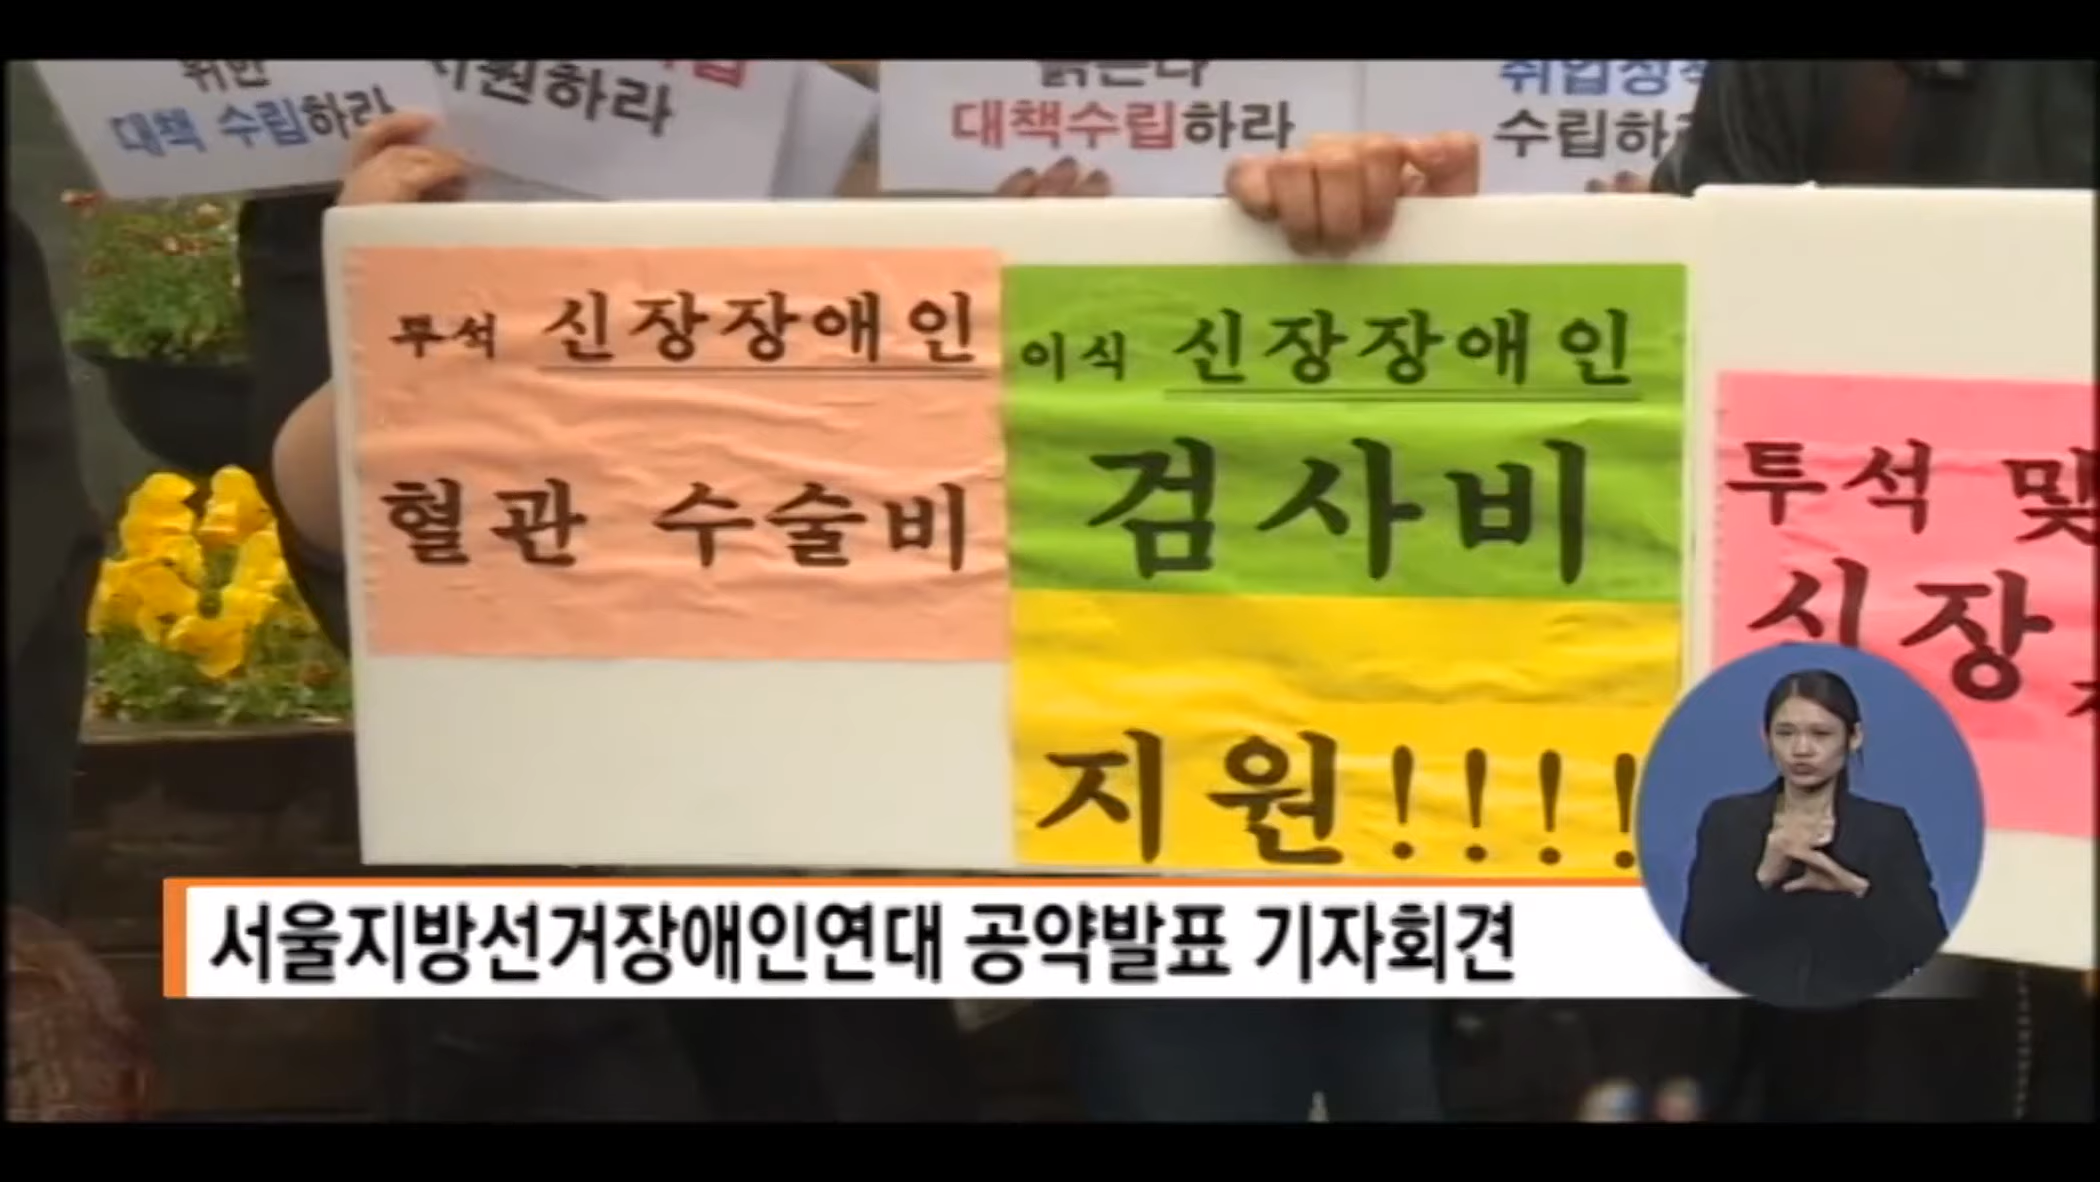 위한
대책 수립하라
지원하라
대책수립하라
수립하라
투석 신장장애인
혈관 수술비
이식 신장장애인
검사비
지원!!!!
투석 및
신장
서울지방선거장애인연대 공약발표 기자회견